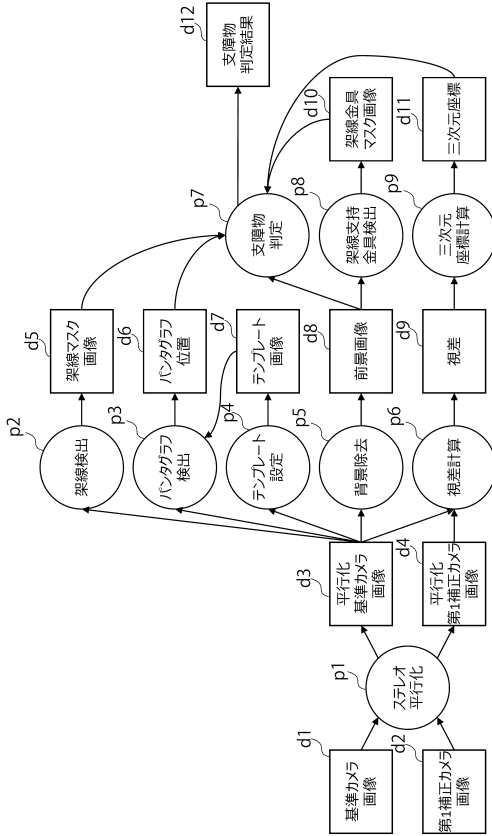 d1
基準カメラ
画像
d2
第1補正カメラ
画像
p1
ステレオ
平行化
d3
平行化
基準カメラ
画像
d4
平行化
第1補正カメラ
画像
p2
架線検出
p3
パンタグラフ
検出
p4
テンプレート
設定
p5
背景除去
p6
視差計算
d5
架線マスク
画像
d6
パンタグラフ
位置
d7
テンプレート
画像
d8
前景画像
d9
視差
p7
支障物
判定
p8
架線支持
金具検出
p9
三次元
座標計算
d10
架線金具
マスク画像
d11
三次元座標
d12
支障物
判定結果